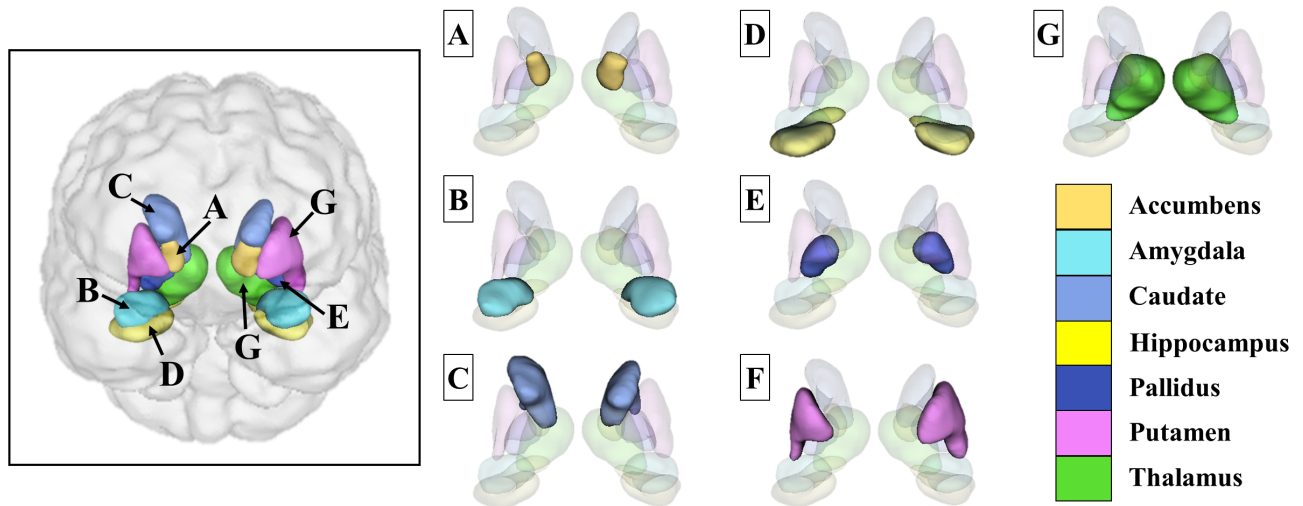 C
A
G
B
E
G
D
A
D
G
B
E
C
F
Accumbens
Amygdala
Caudate
Hippocampus
Pallidus
Putamen
Thalamus